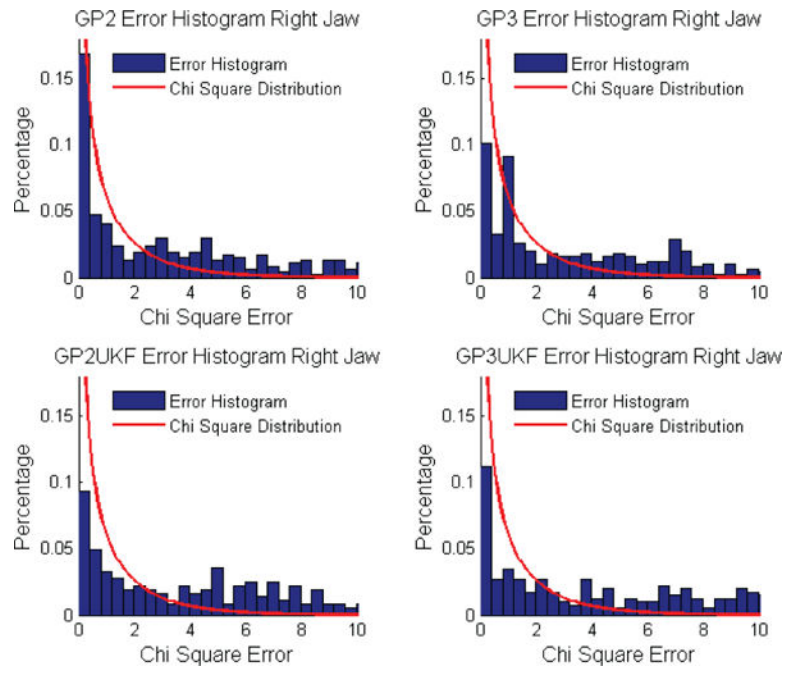 GP2 Error Histogram Right Jaw
Error Histogram
Chi Square Distribution
Percentage
0.15
0.1
0.05
0
0 2 4 6 8 10
Chi Square Error
GP3 Error Histogram Right Jaw
Error Histogram
Chi Square Distribution
Percentage
0.15
0.1
0.05
0
0 2 4 6 8 10
Chi Square Error
GP2UKF Error Histogram Right Jaw
Error Histogram
Chi Square Distribution
Percentage
0.15
0.1
0.05
0
0 2 4 6 8 10
Chi Square Error
GP3UKF Error Histogram Right Jaw
Error Histogram
Chi Square Distribution
Percentage
0.15
0.1
0.05
0
0 2 4 6 8 10
Chi Square Error